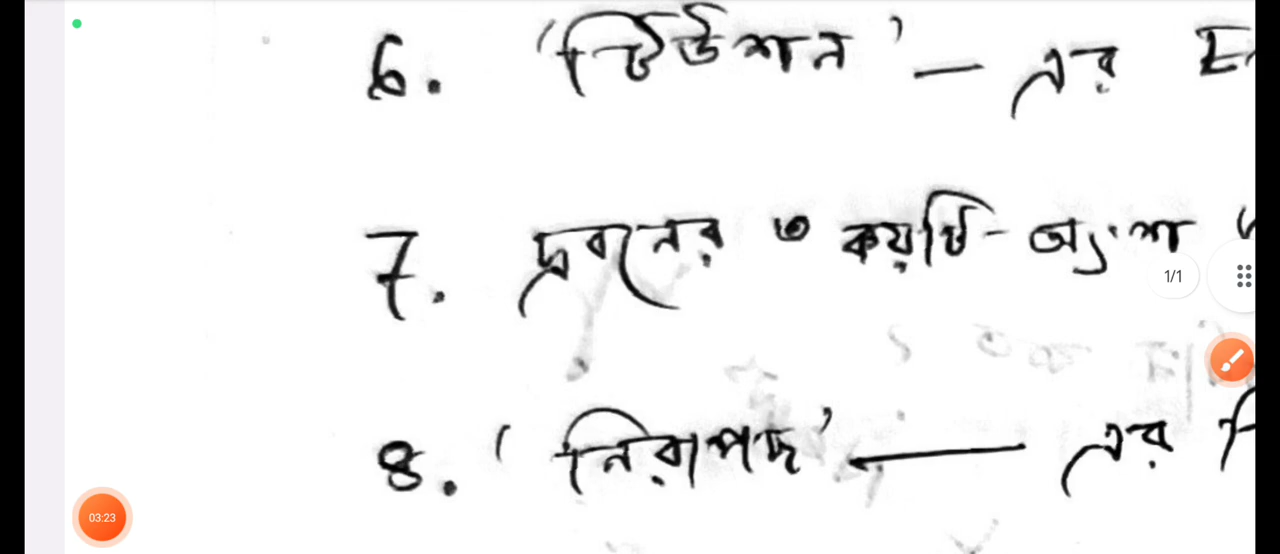 6. 'টিউশন' — এর E
1/1
7. দ্রবনের ও কয়টি অংশ
8. 'নিরাপদ' — এর
03:23